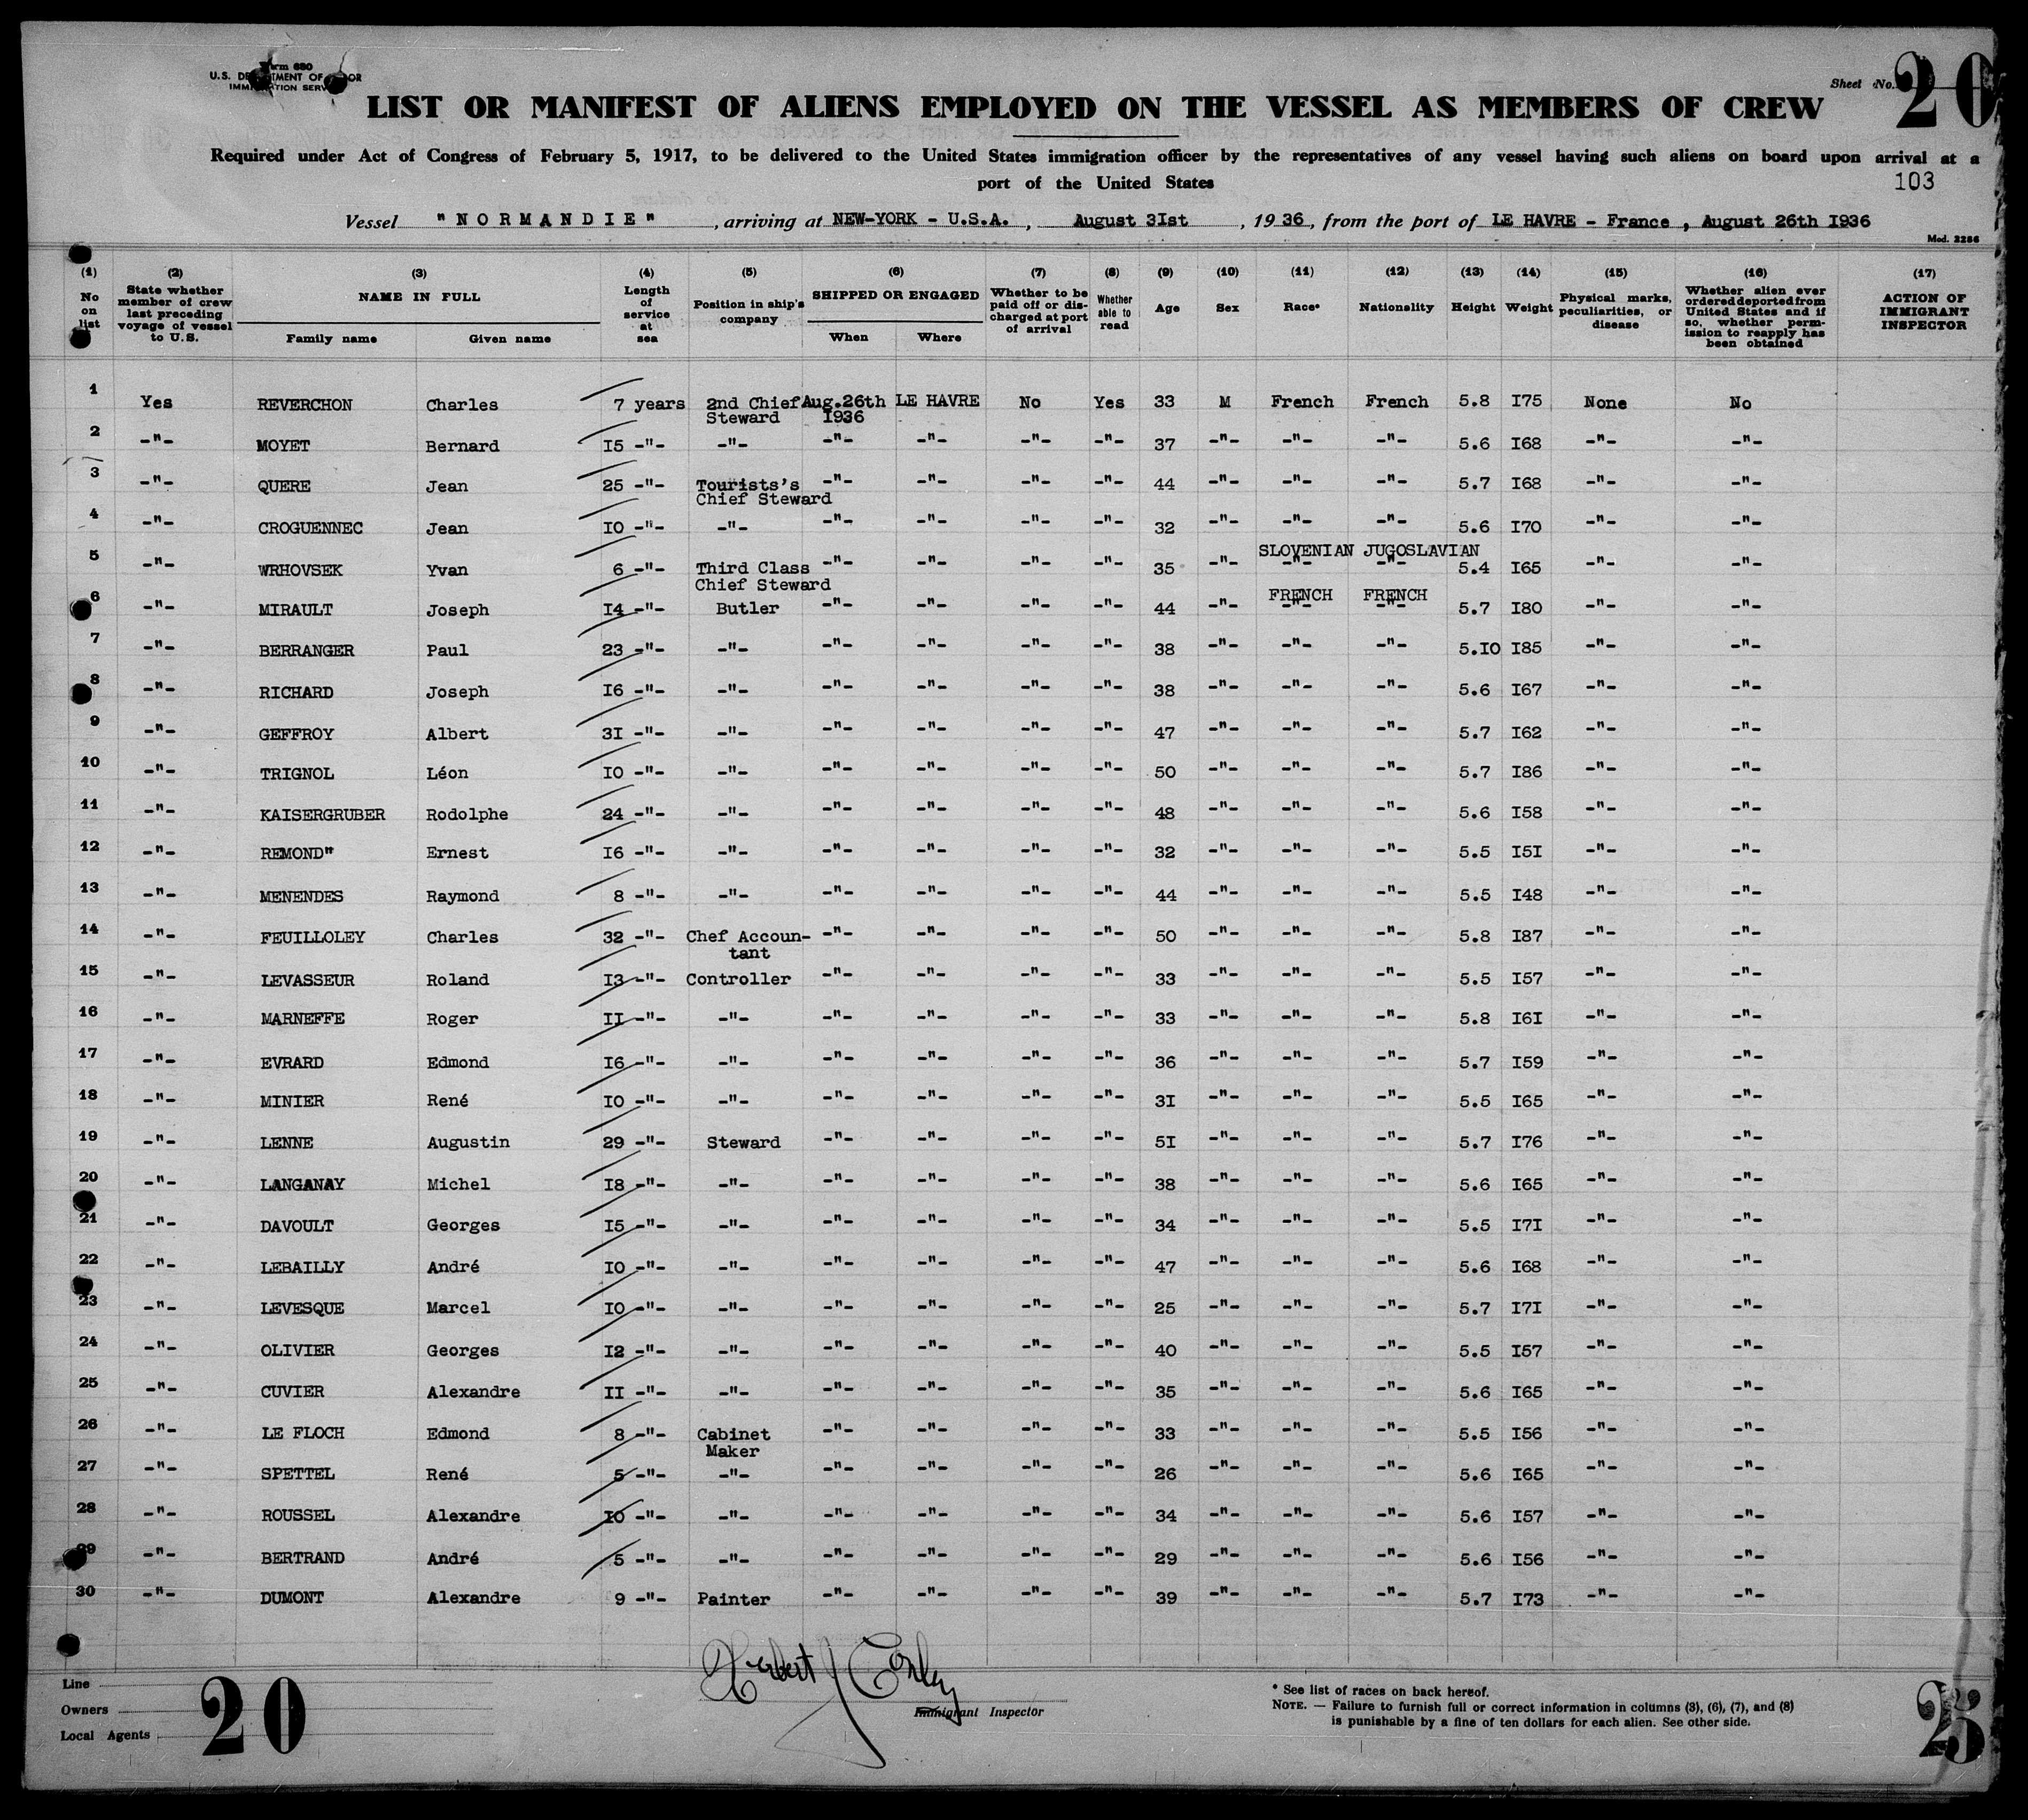 Form 680
U.S. DEPARTMENT OF LABOR
IMMIGRATION SERVICE
Sheet No. 20
LIST OR MANIFEST OF ALIENS EMPLOYED ON THE VESSEL AS MEMBERS OF CREW
Required under Act of Congress of February 5, 1917, to be delivered to the United States immigration officer by the representatives of any vessel having such aliens on board upon arrival at a
port of the United States
103
Vessel "NORMANDIE", arriving at NEW-YORK - U.S.A., August 3Ist, 1936, from the port of LE HAVRE - France, August 26th I936
Mod. 2286
(1) No on list (2) State whether member of crew last preceding voyage of vessel to U.S. (3) NAME IN FULL Family name Given name (4) Length of service at sea (5) Position in ship's company (6) SHIPPED OR ENGAGED When Where (7) Whether to be paid off or discharged at port of arrival (8) Whether able to read (9) Age (10) Sex (11) Race* (12) Nationality (13) Height (14) Weight (15) Physical marks, peculiarities, or disease (16) Whether alien ever ordered deported from United States and if so, whether permission to reapply has been obtained (17) ACTION OF IMMIGRANT INSPECTOR
1 Yes REVERCHON Charles 7 years 2nd Chief Steward Aug.26th I936 LE HAVRE No Yes 33 M French French 5.8 I75 None No
2 -"- MOYET Bernard I5 -"- -"- -"- -"- -"- -"- 37 -"- -"- -"- 5.6 I68 -"- -"-
3 -"- QUERE Jean 25 -"- Tourists's Chief Steward -"- -"- -"- -"- 44 -"- -"- -"- 5.7 I68 -"- -"-
4 -"- CROGUENNEC Jean IO -"- -"- -"- -"- -"- -"- 32 -"- -"- -"- 5.6 I70 -"- -"-
5 -"- WRHOVSEK Yvan 6 -"- Third Class Chief Steward -"- -"- -"- -"- 35 -"- SLOVENIAN JUGOSLAVIAN 5.4 I65 -"- -"-
6 -"- MIRAULT Joseph I4 -"- Butler -"- -"- -"- -"- 44 -"- FRENCH FRENCH 5.7 I80 -"- -"-
7 -"- BERRANGER Paul 23 -"- -"- -"- -"- -"- -"- 38 -"- -"- -"- 5.IO I85 -"- -"-
8 -"- RICHARD Joseph I6 -"- -"- -"- -"- -"- -"- 38 -"- -"- -"- 5.6 I67 -"- -"-
9 -"- GEFFROY Albert 3I -"- -"- -"- -"- -"- -"- 47 -"- -"- -"- 5.7 I62 -"- -"-
10 -"- TRIGNOL Léon IO -"- -"- -"- -"- -"- -"- 50 -"- -"- -"- 5.7 I86 -"- -"-
11 -"- KAISERGRUBER Rodolphe 24 -"- -"- -"- -"- -"- -"- 48 -"- -"- -"- 5.6 I58 -"- -"-
12 -"- REMOND" Ernest I6 -"- -"- -"- -"- -"- -"- 32 -"- -"- -"- 5.5 I5I -"- -"-
13 -"- MENENDES Raymond 8 -"- -"- -"- -"- -"- -"- 44 -"- -"- -"- 5.5 I48 -"- -"-
14 -"- FEUILLOLEY Charles 32 -"- Chef Accountant -"- -"- -"- -"- 50 -"- -"- -"- 5.8 I87 -"- -"-
15 -"- LEVASSEUR Roland I3 -"- Controller -"- -"- -"- -"- 33 -"- -"- -"- 5.5 I57 -"- -"-
16 -"- MARNEFFE Roger II -"- -"- -"- -"- -"- -"- 33 -"- -"- -"- 5.8 I6I -"- -"-
17 -"- EVRARD Edmond I6 -"- -"- -"- -"- -"- -"- 36 -"- -"- -"- 5.7 I59 -"- -"-
18 -"- MINIER René IO -"- -"- -"- -"- -"- -"- 3I -"- -"- -"- 5.5 I65 -"- -"-
19 -"- LENNE Augustin 29 -"- Steward -"- -"- -"- -"- 5I -"- -"- -"- 5.7 I76 -"- -"-
20 -"- LANGANAY Michel I8 -"- -"- -"- -"- -"- -"- 38 -"- -"- -"- 5.6 I65 -"- -"-
21 -"- DAVOULT Georges I5 -"- -"- -"- -"- -"- -"- 34 -"- -"- -"- 5.5 I7I -"- -"-
22 -"- LEBAILLY André IO -"- -"- -"- -"- -"- -"- 47 -"- -"- -"- 5.6 I68 -"- -"-
23 -"- LEVESQUE Marcel IO -"- -"- -"- -"- -"- -"- 25 -"- -"- -"- 5.7 I7I -"- -"-
24 -"- OLIVIER Georges I2 -"- -"- -"- -"- -"- -"- 40 -"- -"- -"- 5.5 I57 -"- -"-
25 -"- CUVIER Alexandre II -"- -"- -"- -"- -"- -"- 35 -"- -"- -"- 5.6 I65 -"- -"-
26 -"- LE FLOCH Edmond 8 -"- Cabinet Maker -"- -"- -"- -"- 33 -"- -"- -"- 5.5 I56 -"- -"-
27 -"- SPETTEL René 5 -"- -"- -"- -"- -"- -"- 26 -"- -"- -"- 5.6 I65 -"- -"-
28 -"- ROUSSEL Alexandre IO -"- -"- -"- -"- -"- -"- 34 -"- -"- -"- 5.6 I57 -"- -"-
29 -"- BERTRAND André 5 -"- -"- -"- -"- -"- -"- 29 -"- -"- -"- 5.6 I56 -"- -"-
30 -"- DUMONT Alexandre 9 -"- Painter -"- -"- -"- -"- 39 -"- -"- -"- 5.7 I73 -"- -"-
Line
Owners
Local Agents
20
Herbert J Conley
Immigrant Inspector
* See list of races on back hereof.
NOTE. — Failure to furnish full or correct information in columns (3), (6), (7), and (8)
is punishable by a fine of ten dollars for each alien. See other side.